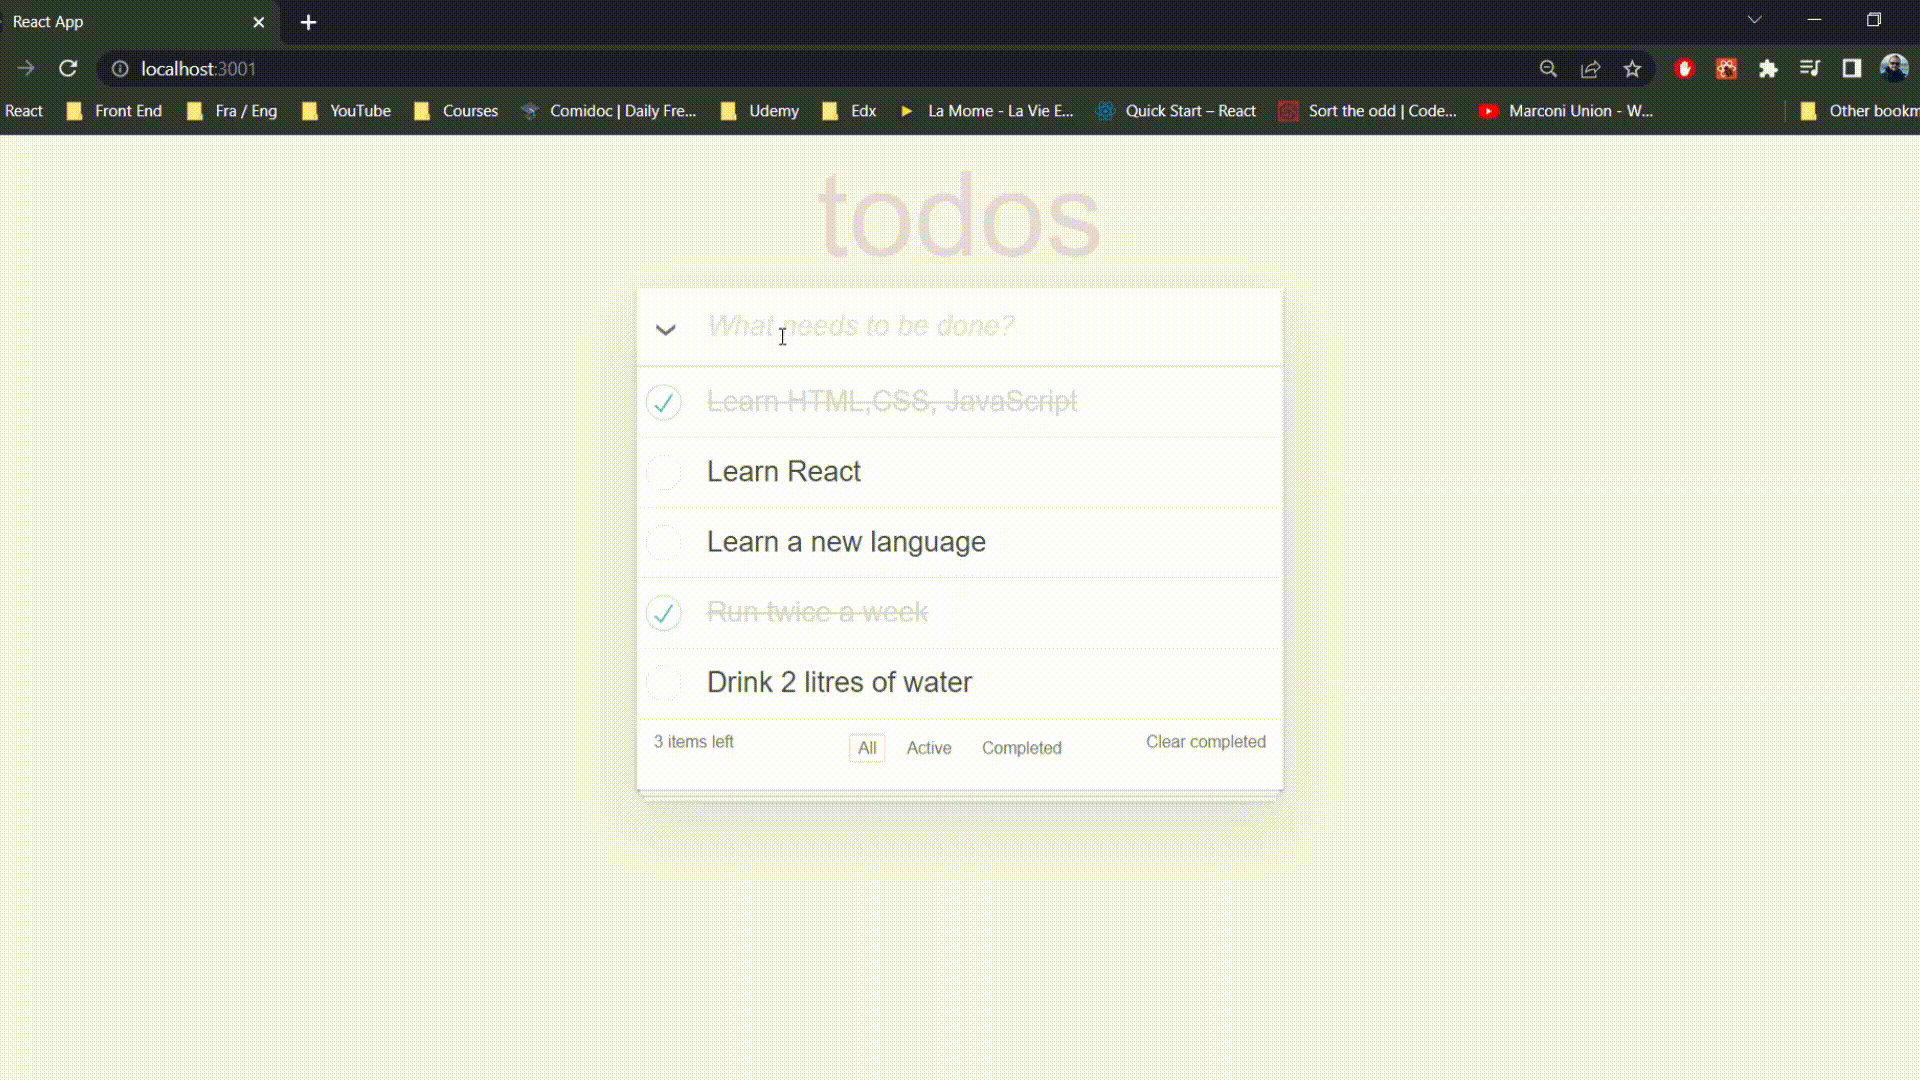 React App
localhost:3001
React Front End Fra / Eng YouTube Courses Comidoc | Daily Fre... Udemy Edx La Mome - La Vie E... Quick Start – React Sort the odd | Code... Marconi Union - W... Other bookm
todos
What needs to be done?
Learn HTML,CSS, JavaScript
Learn React
Learn a new language
Run twice a week
Drink 2 litres of water
3 items left All Active Completed Clear completed